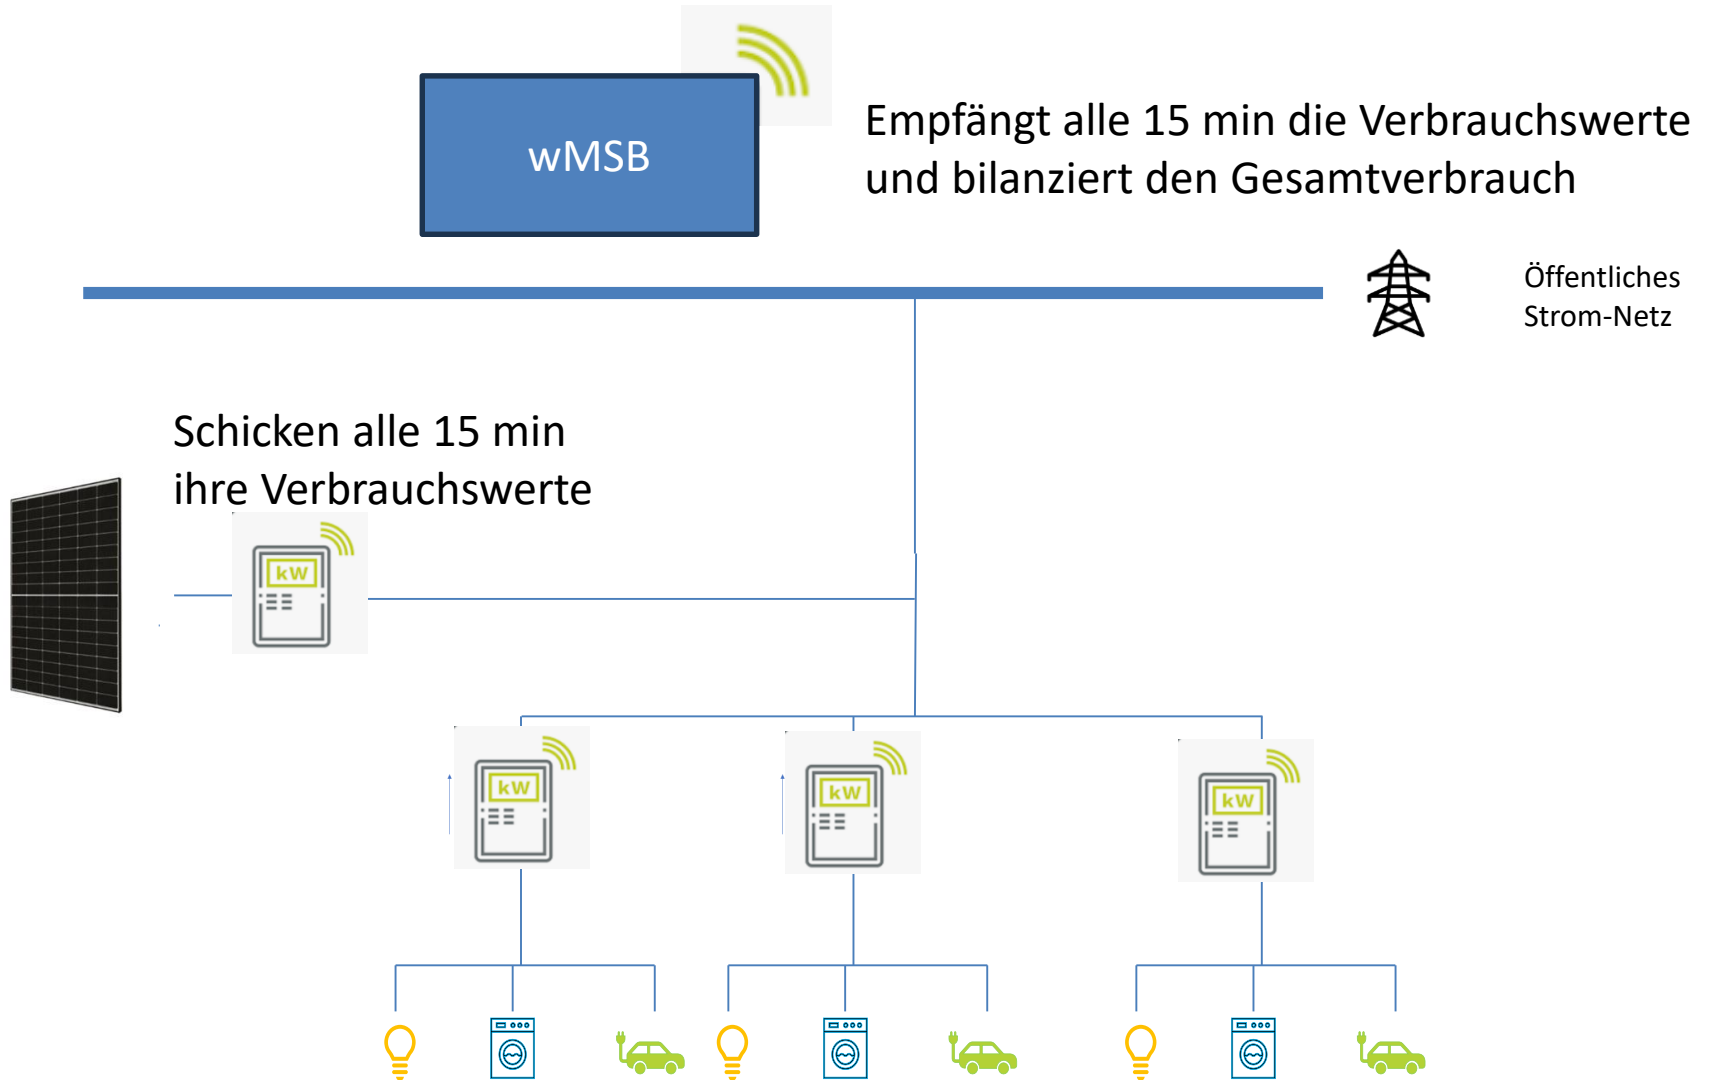 wMSB
Empfängt alle 15 min die Verbrauchswerte
und bilanziert den Gesamtverbrauch
Öffentliches
Strom-Netz
Schicken alle 15 min
ihre Verbrauchswerte
kW
kW
kW
kW